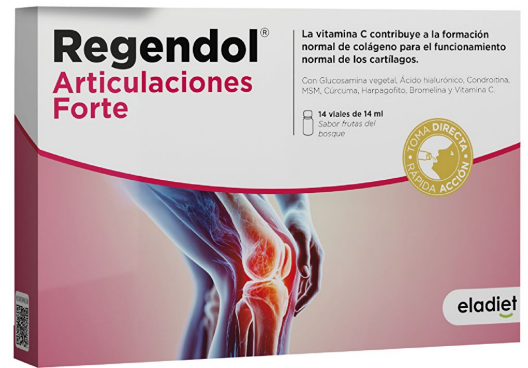 Regendol®
Articulaciones
Forte
La vitamina C contribuye a la formación
normal de colágeno para el funcionamiento
normal de los cartílagos.
Con Glucosamina vegetal, Ácido hialurónico, Condroitina,
MSM, Cúrcuma, Harpagofito, Bromelina y Vitamina C.
14 viales de 14 ml
Sabor frutas del
bosque
TOMA DIRECTA
RÁPIDA ACCIÓN
eladiet